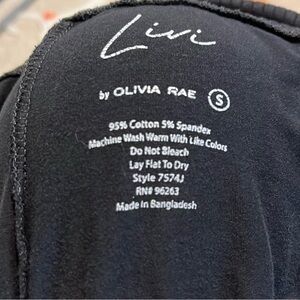 Livi
by OLIVIA RAE S
95% Cotton 5% Spandex
Machine Wash Warm With Like Colors
Do Not Bleach
Lay Flat To Dry
Style 7574J
RN# 96263
Made in Bangladesh